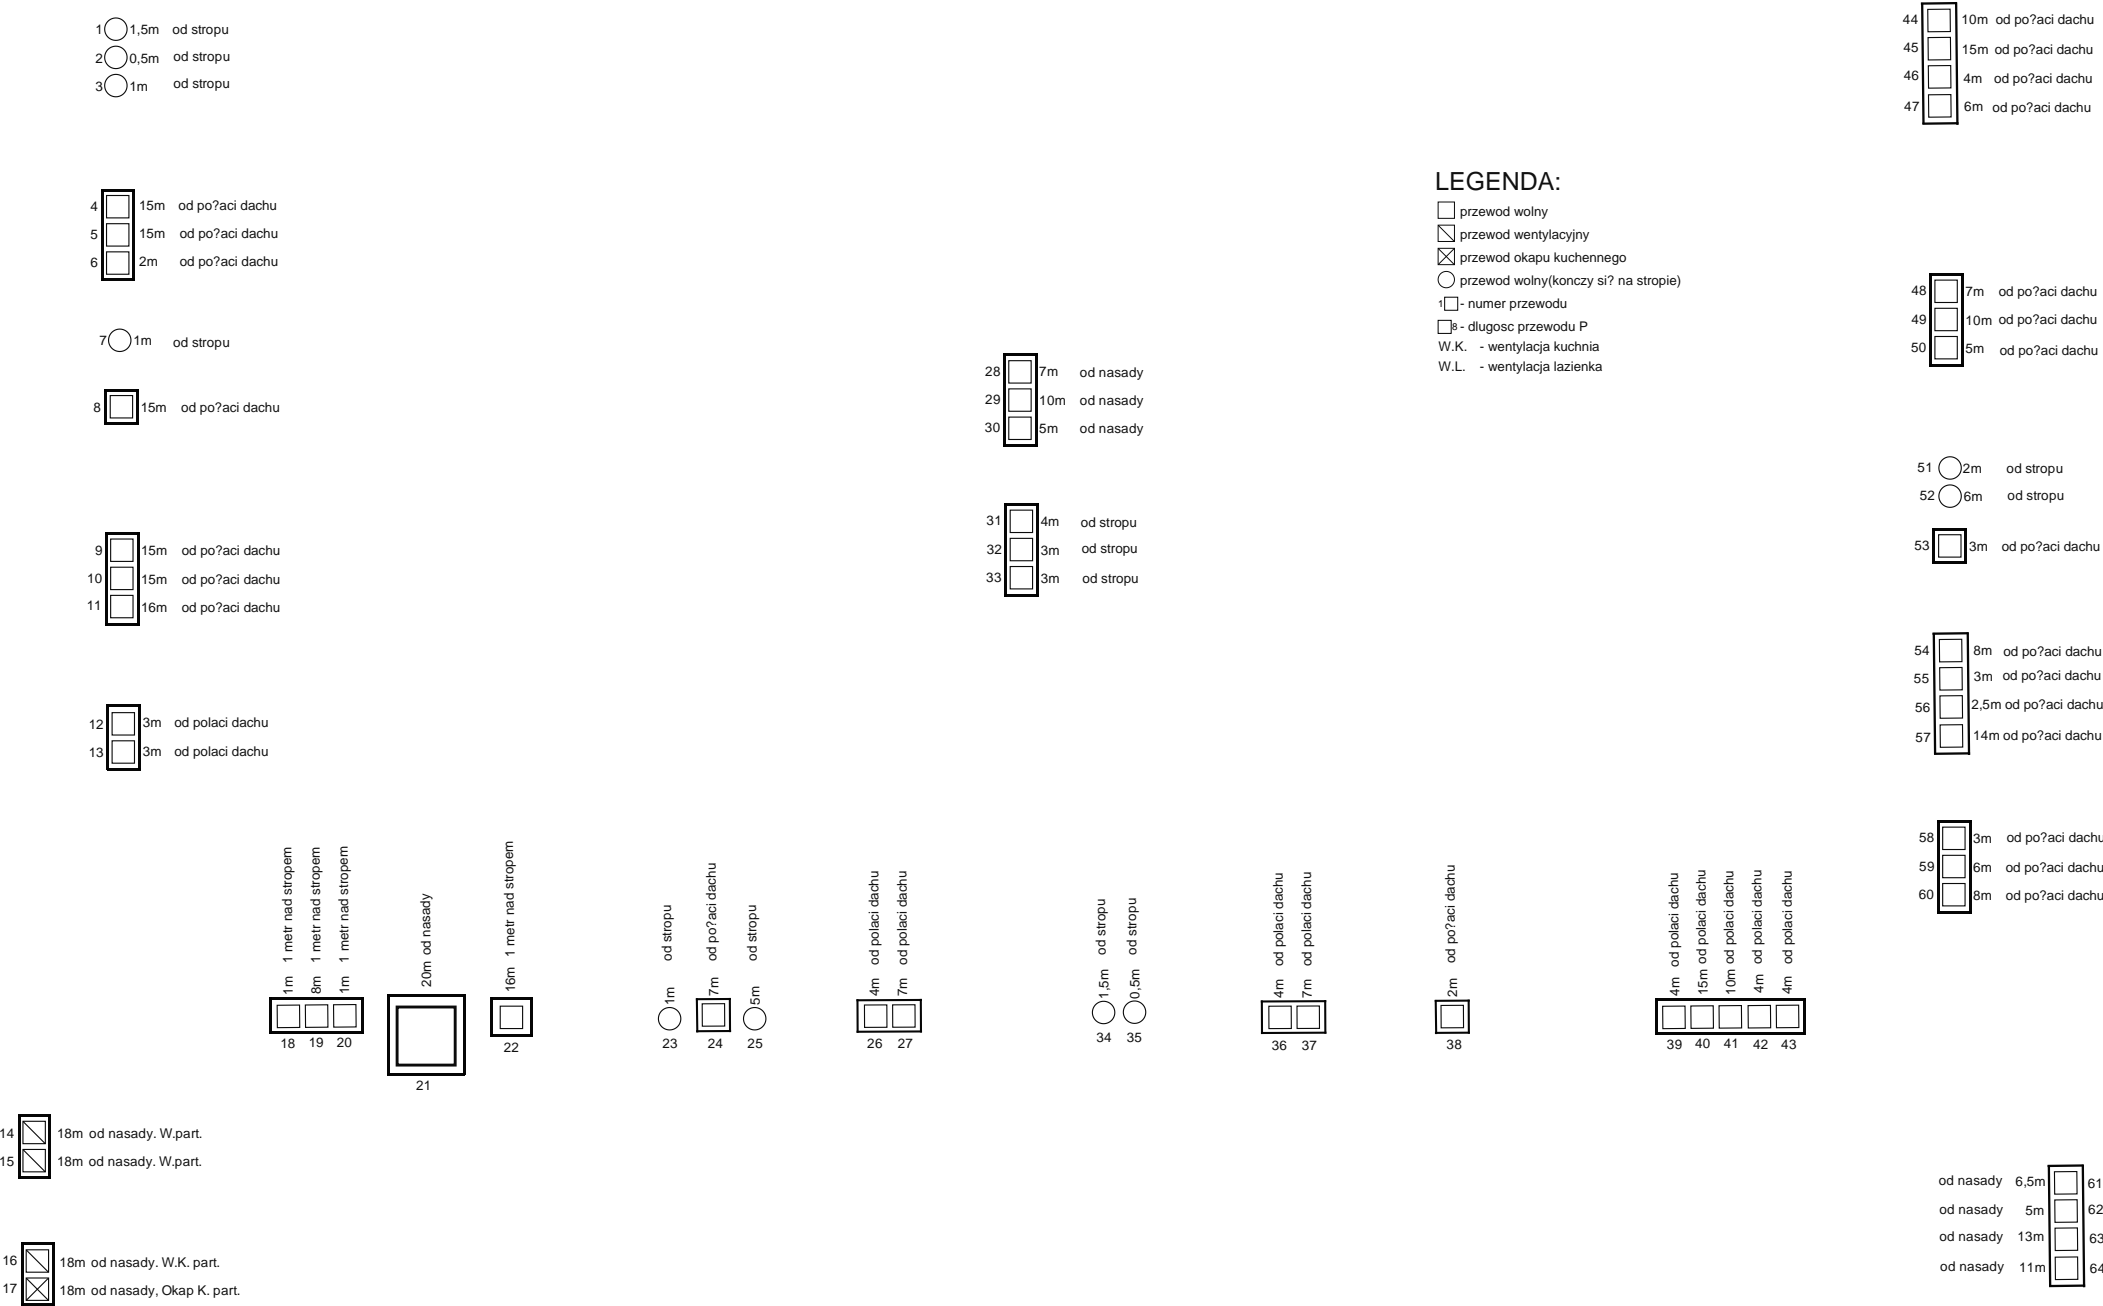 1 1,5m od stropu
2 0,5m od stropu
3 1m od stropu
4 15m od po?aci dachu
5 15m od po?aci dachu
6 2m od po?aci dachu
7 1m od stropu
8 15m od po?aci dachu
9 15m od po?aci dachu
10 15m od po?aci dachu
11 16m od po?aci dachu
12 3m od polaci dachu
13 3m od polaci dachu
14 18m od nasady. W.part.
15 18m od nasady. W.part.
16 18m od nasady. W.K. part.
17 18m od nasady, Okap K. part.
1m 1 metr nad stropem 18
8m 1 metr nad stropem 19
1m 1 metr nad stropem 20
20m od nasady 21
16m 1 metr nad stropem 22
1m od stropu 23
7m od po?aci dachu 24
5m od stropu 25
4m od polaci dachu 26
7m od polaci dachu 27
28 7m od nasady
29 10m od nasady
30 5m od nasady
31 4m od stropu
32 3m od stropu
33 3m od stropu
1,5m od stropu 34
0,5m od stropu 35
4m od polaci dachu 36
7m od polaci dachu 37
2m od po?aci dachu 38
4m od polaci dachu 39
15m od polaci dachu 40
10m od polaci dachu 41
4m od polaci dachu 42
4m od polaci dachu 43
LEGENDA:
przewod wolny
przewod wentylacyjny
przewod okapu kuchennego
przewod wolny(konczy si? na stropie)
1 - numer przewodu
8 - dlugosc przewodu P
W.K. - wentylacja kuchnia
W.L. - wentylacja lazienka
44 10m od po?aci dachu
45 15m od po?aci dachu
46 4m od po?aci dachu
47 6m od po?aci dachu
48 7m od po?aci dachu
49 10m od po?aci dachu
50 5m od po?aci dachu
51 2m od stropu
52 6m od stropu
53 3m od po?aci dachu
54 8m od po?aci dachu
55 3m od po?aci dachu
56 2,5m od po?aci dachu
57 14m od po?aci dachu
58 3m od po?aci dachu
59 6m od po?aci dachu
60 8m od po?aci dachu
od nasady 6,5m 61
od nasady 5m 62
od nasady 13m 63
od nasady 11m 64